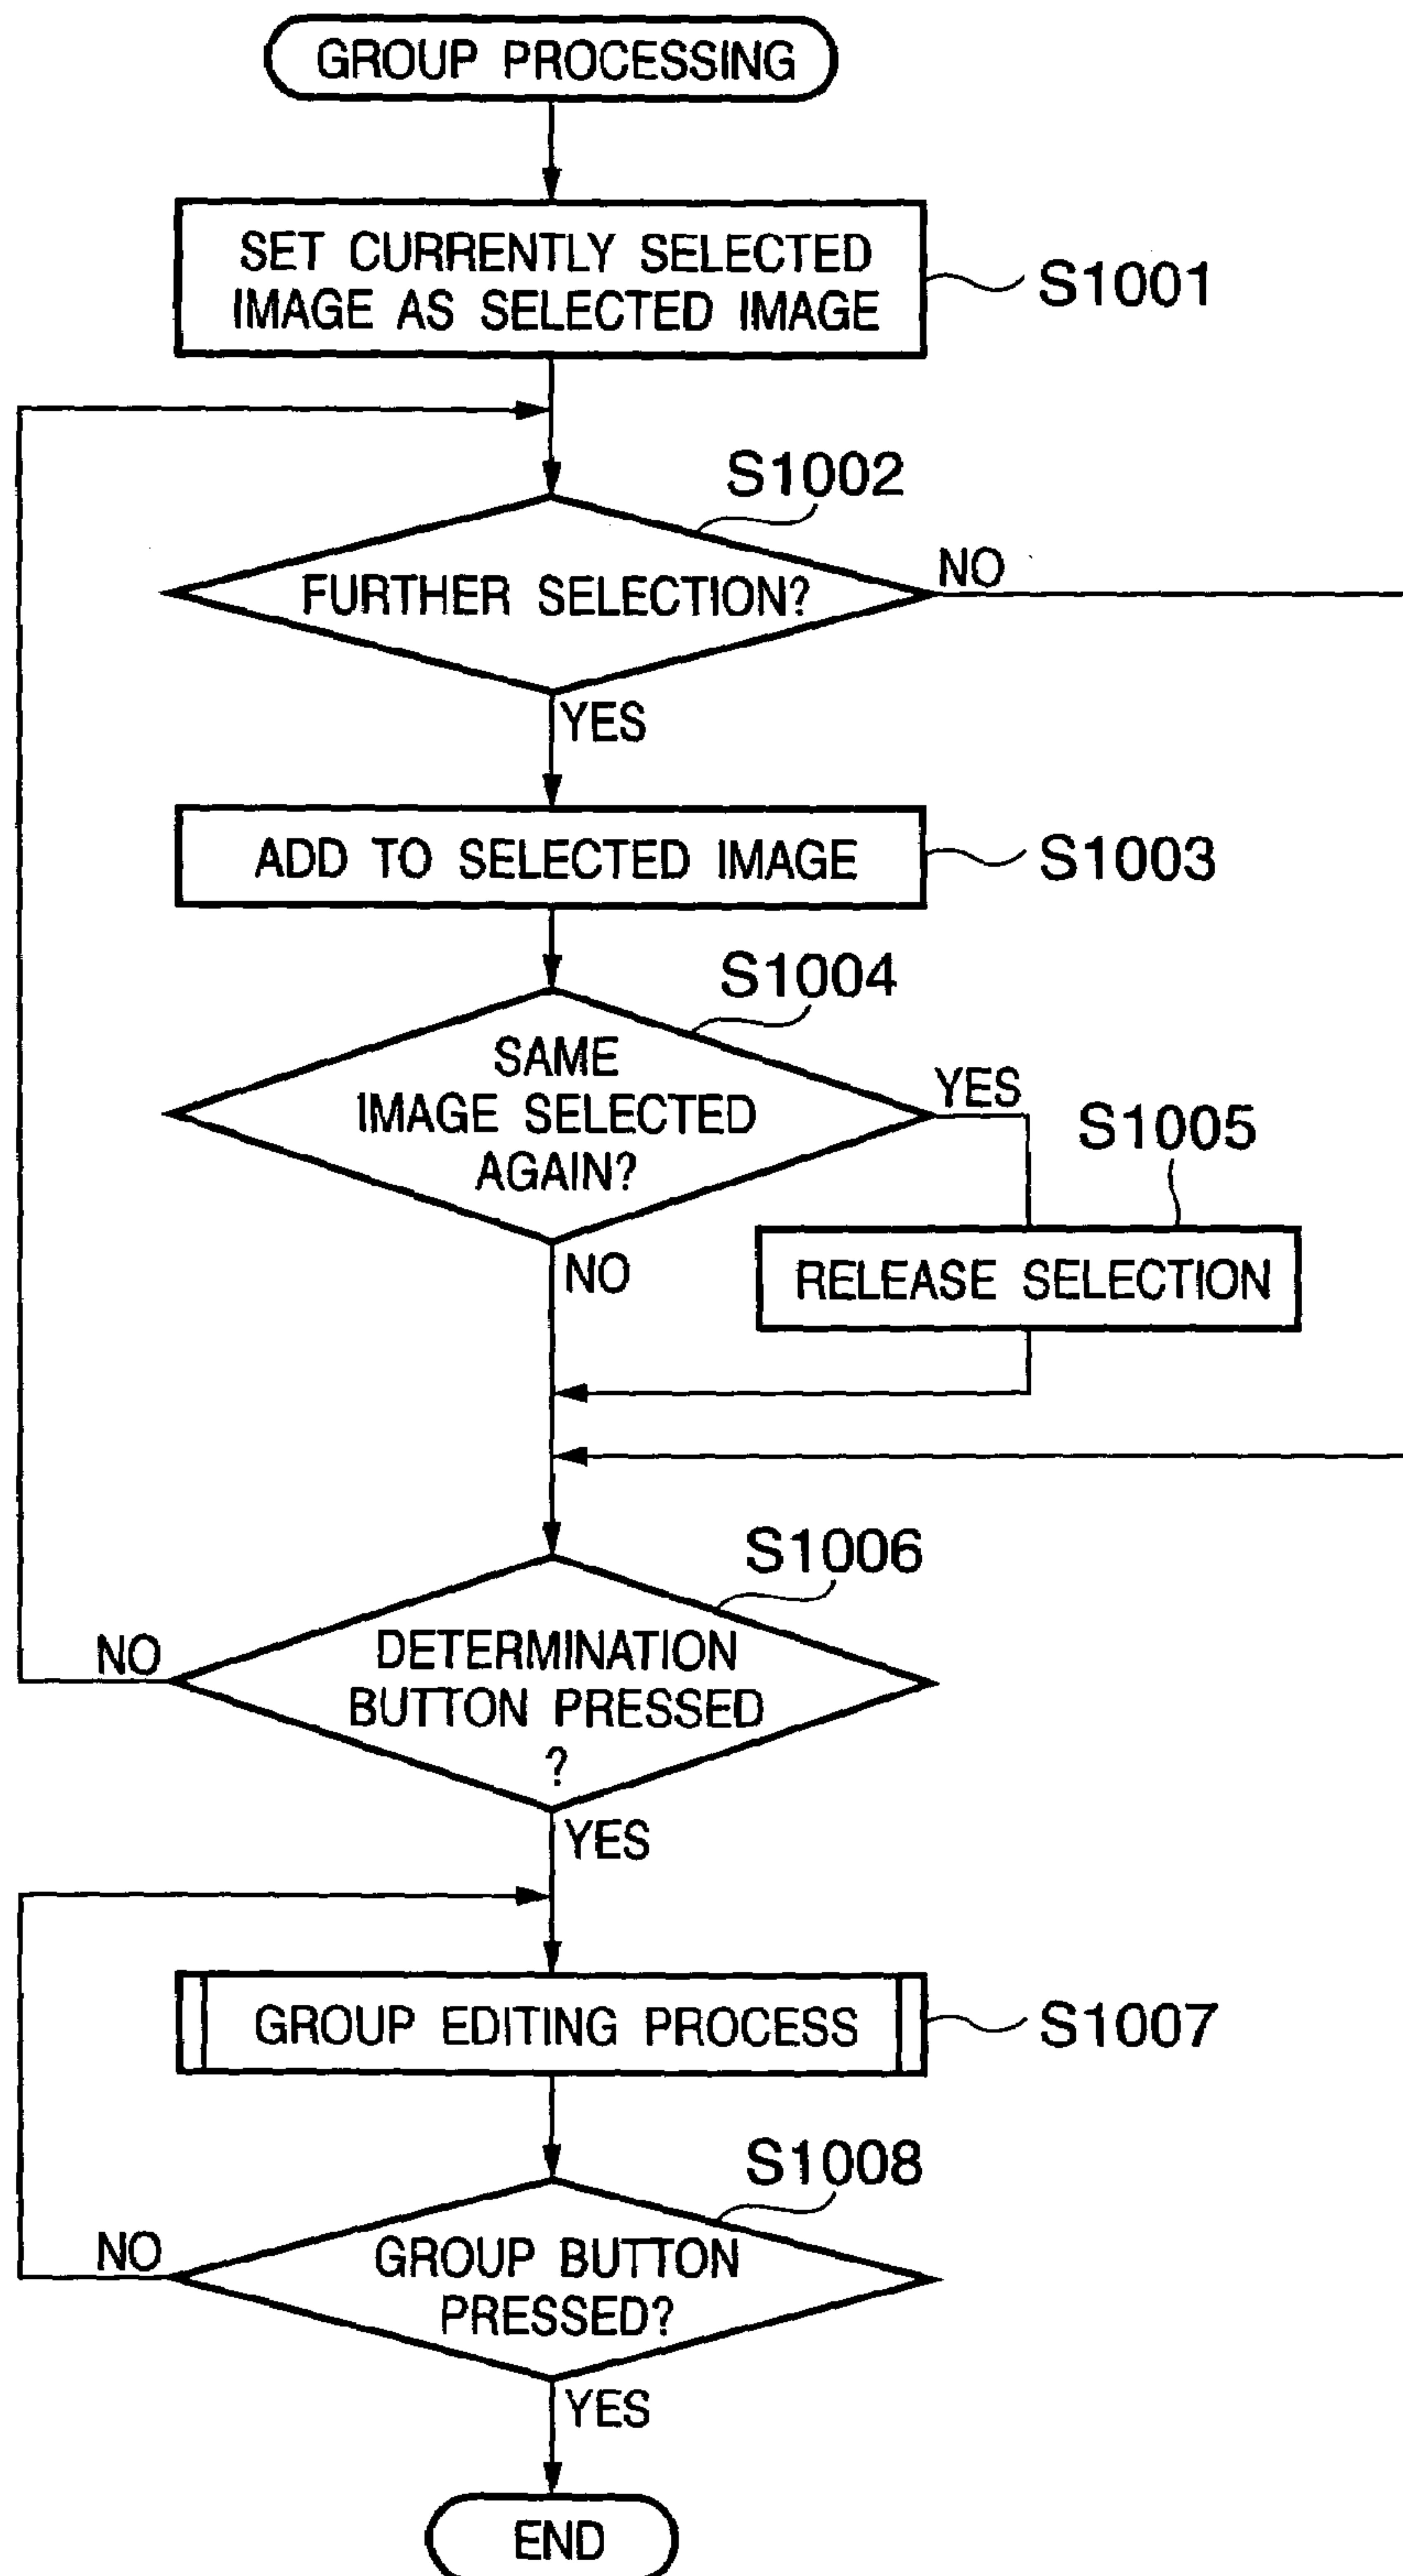 GROUP PROCESSING
SET CURRENTLY SELECTED
IMAGE AS SELECTED IMAGE
S1001
S1002
FURTHER SELECTION?
NO
YES
ADD TO SELECTED IMAGE
S1003
S1004
SAME
IMAGE SELECTED
AGAIN?
YES
S1005
NO
RELEASE SELECTION
S1006
DETERMINATION
BUTTON PRESSED
?
NO
YES
GROUP EDITING PROCESS
S1007
S1008
GROUP BUTTON
PRESSED?
NO
YES
END